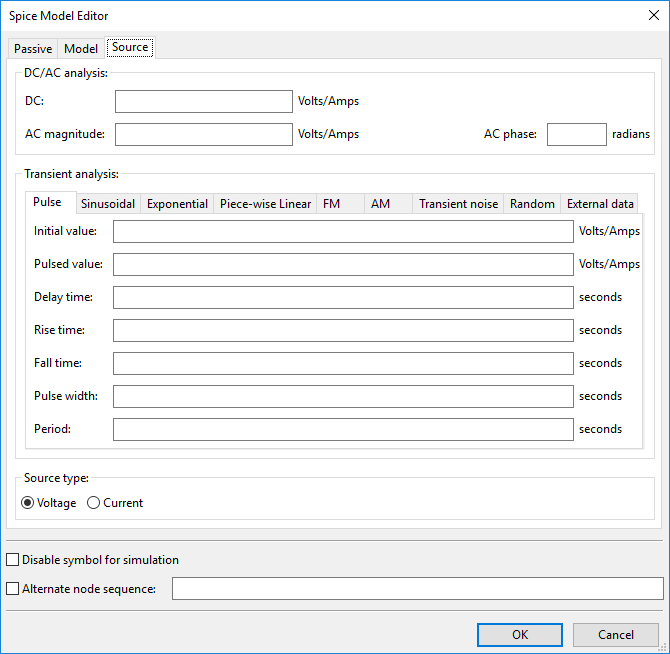 Spice Model Editor
Passive Model Source
DC/AC analysis:
DC: Volts/Amps
AC magnitude: Volts/Amps AC phase: radians
Transient analysis:
Pulse Sinusoidal Exponential Piece-wise Linear FM AM Transient noise Random External data
Initial value: Volts/Amps
Pulsed value: Volts/Amps
Delay time: seconds
Rise time: seconds
Fall time: seconds
Pulse width: seconds
Period: seconds
Source type:
Voltage Current
Disable symbol for simulation
Alternate node sequence:
OK Cancel